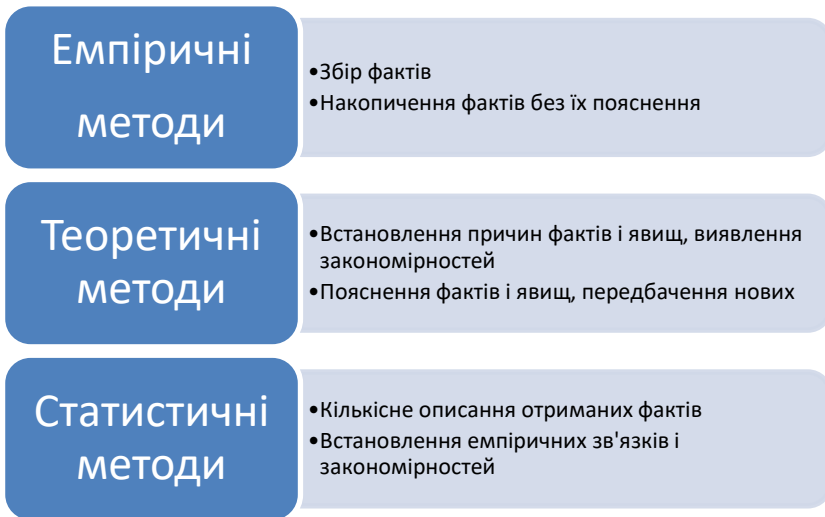 Емпіричні
методи
•Збір фактів
•Накопичення фактів без їх пояснення
Теоретичні
методи
•Встановлення причин фактів і явищ, виявлення
закономірностей
•Пояснення фактів і явищ, передбачення нових
Статистичні
методи
•Кількісне описання отриманих фактів
•Встановлення емпіричних зв'язків і
закономірностей